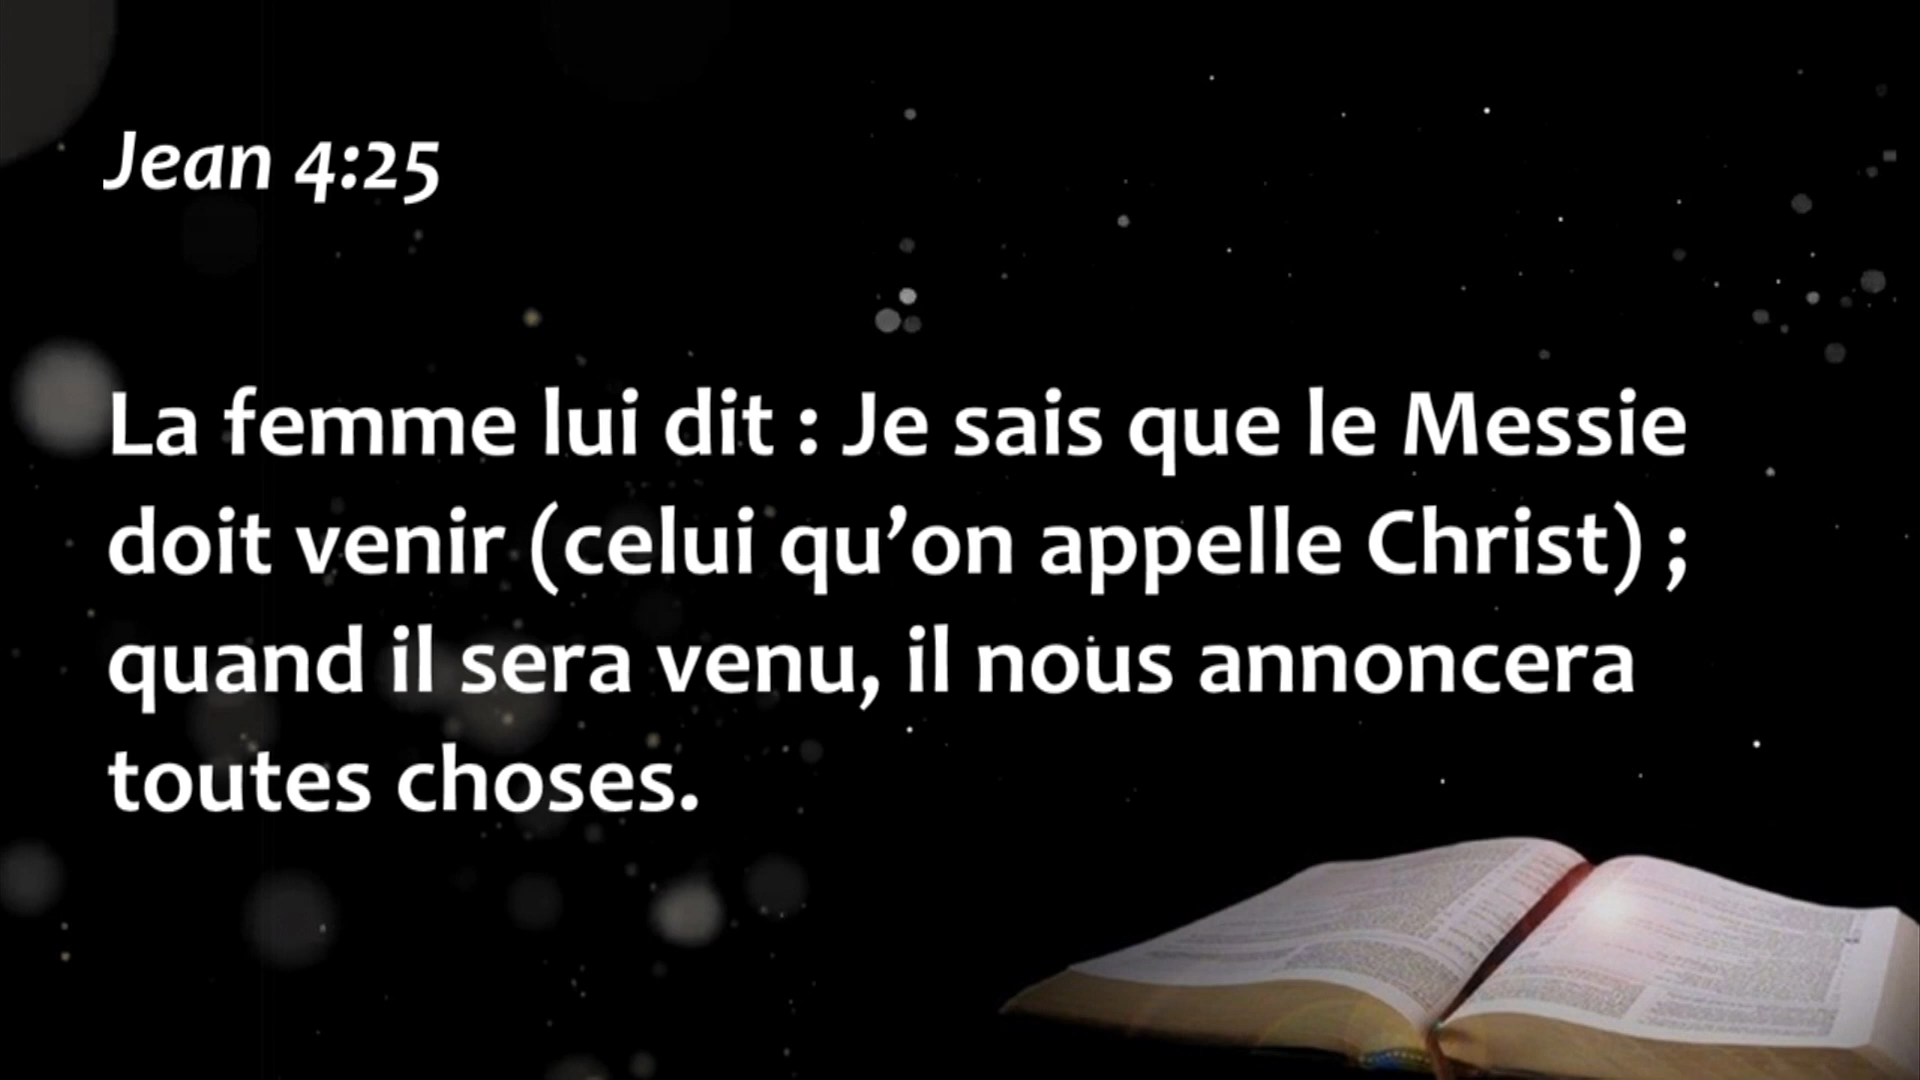 Jean 4:25
La femme lui dit : Je sais que le Messie
doit venir (celui qu’on appelle Christ) ;
quand il sera venu, il nous annoncera
toutes choses.